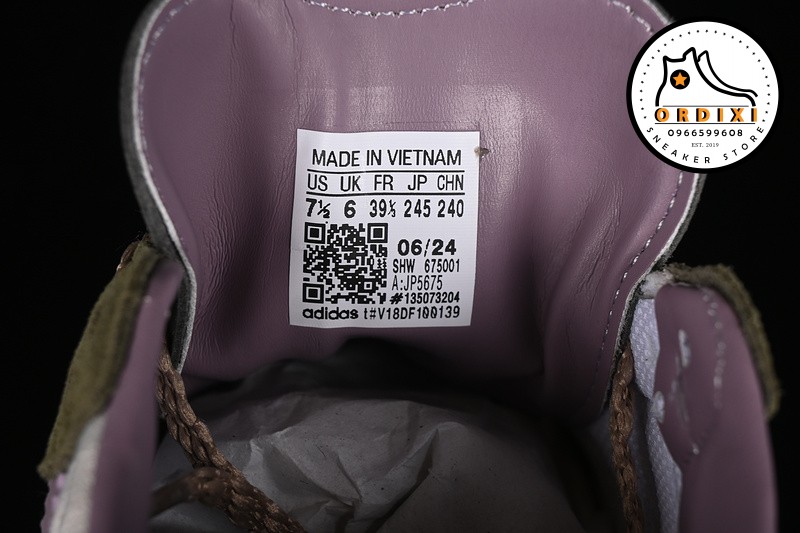 MADE IN VIETNAM
US UK FR JP CHN
7½ 6 39⅓ 245 240
06/24
SHW 675001
A:JP5675
#135073204
adidas t#V18DF100139
ORDIXI
0966599608
EST. 2019
SNEAKER STORE